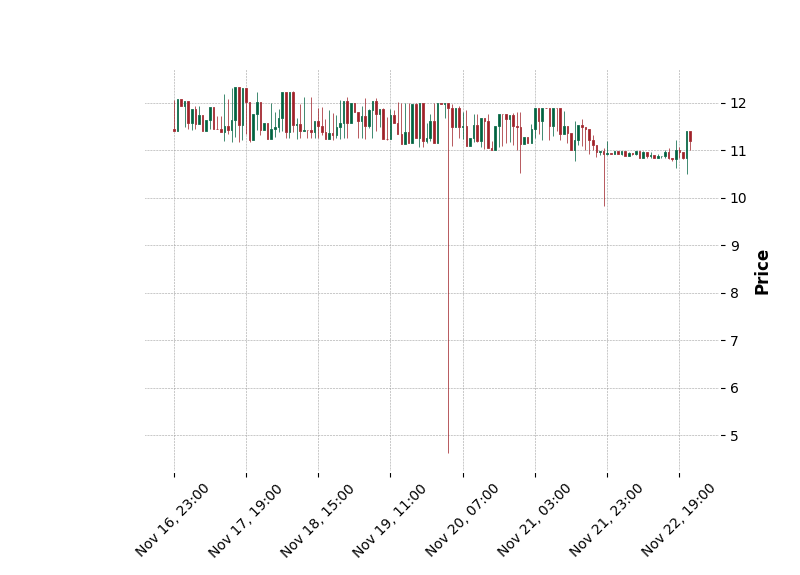 12
11
10
9
8
7
6
5
Price
Nov 16, 23:00
Nov 17, 19:00
Nov 18, 15:00
Nov 19, 11:00
Nov 20, 07:00
Nov 21, 03:00
Nov 21, 23:00
Nov 22, 19:00